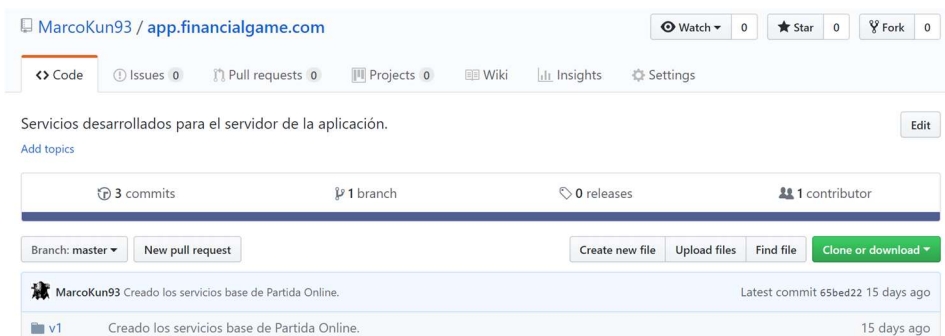 MarcoKun93 / app.financialgame.com
Watch 0 Star 0 Fork 0
Code Issues 0 Pull requests 0 Projects 0 Wiki Insights Settings
Servicios desarrollados para el servidor de la aplicación. Edit
Add topics
3 commits 1 branch 0 releases 1 contributor
Branch: master New pull request Create new file Upload files Find file Clone or download
MarcoKun93 Creado los servicios base de Partida Online. Latest commit 65bed22 15 days ago
v1 Creado los servicios base de Partida Online. 15 days ago